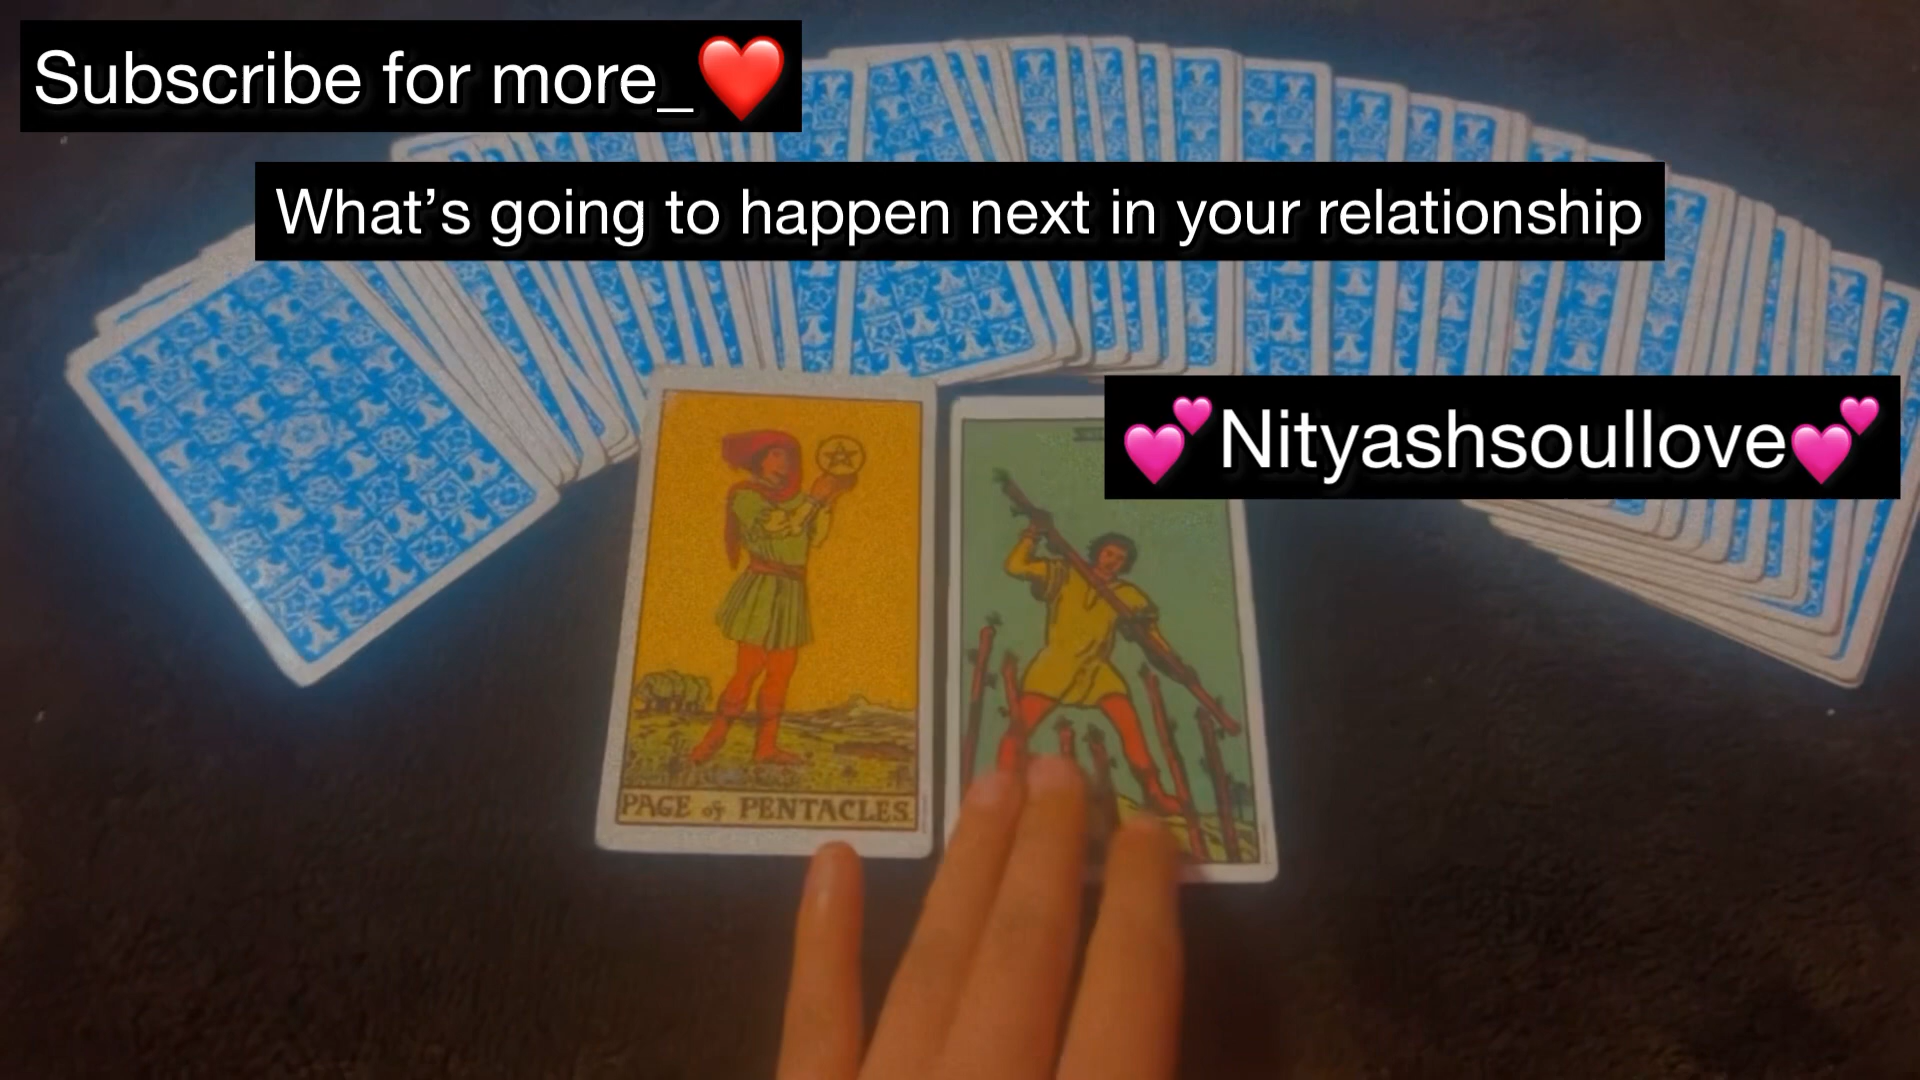 Subscribe for more_❤️
What’s going to happen next in your relationship
💕Nityashsoullove💕
PAGE of PENTACLES.